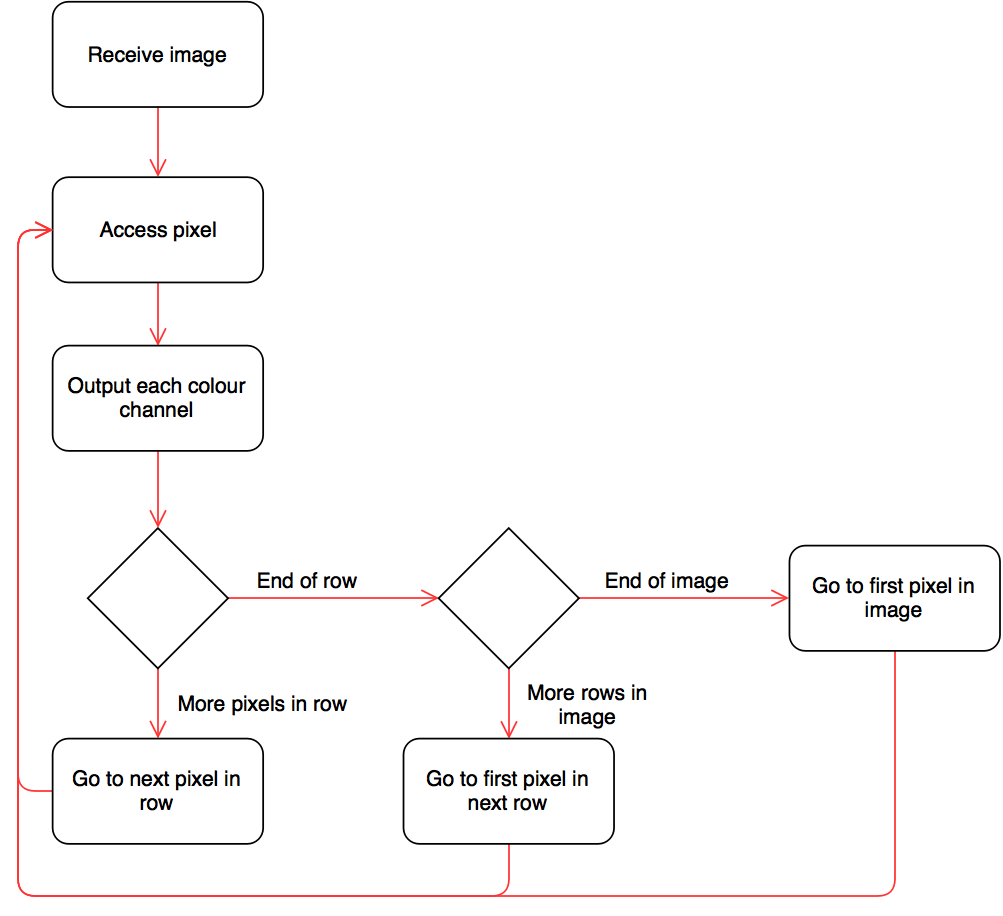 Receive image
Access pixel
Output each colour
channel
End of row
End of image
Go to first pixel in
image
More pixels in row
More rows in
image
Go to next pixel in
row
Go to first pixel in
next row